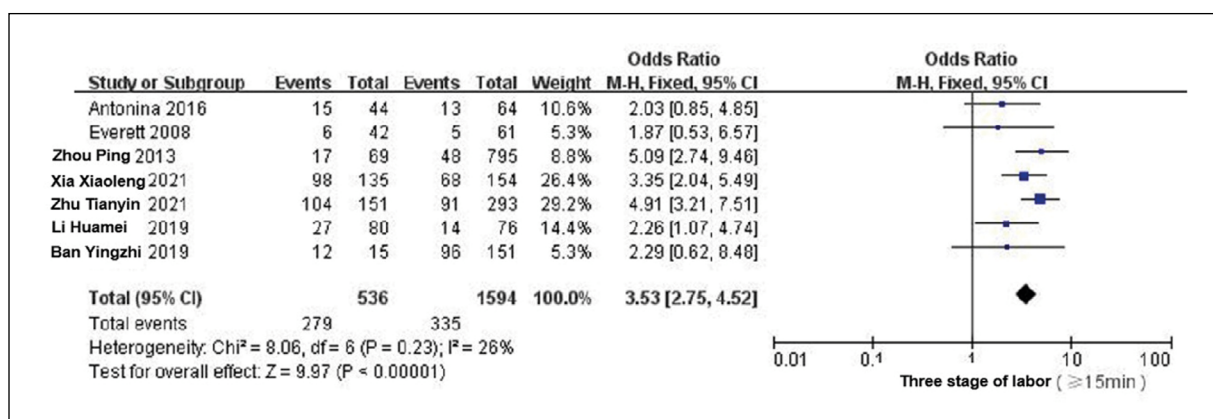 Odds Ratio Odds Ratio
Study or Subgroup Events Total Events Total Weight M-H, Fixed, 95% CI M-H, Fixed, 95% CI
Antonina 2016 15 44 13 64 10.6% 2.03 [0.85, 4.85]
Everett 2008 6 42 5 61 5.3% 1.87 [0.53, 6.57]
Zhou Ping 2013 17 69 48 795 8.8% 5.09 [2.74, 9.46]
Xia Xiaoleng 2021 98 135 68 154 26.4% 3.35 [2.04, 5.49]
Zhu Tianyin 2021 104 151 91 293 29.2% 4.91 [3.21, 7.51]
Li Huamei 2019 27 80 14 76 14.4% 2.26 [1.07, 4.74]
Ban Yingzhi 2019 12 15 96 151 5.3% 2.29 [0.62, 8.48]
Total (95% CI) 536 1594 100.0% 3.53 [2.75, 4.52]
Total events 279 335
Heterogeneity: Chi² = 8.06, df = 6 (P = 0.23); I² = 26%
Test for overall effect: Z = 9.97 (P < 0.00001)
0.01 0.1 1 10 100
Three stage of labor (≥15min)